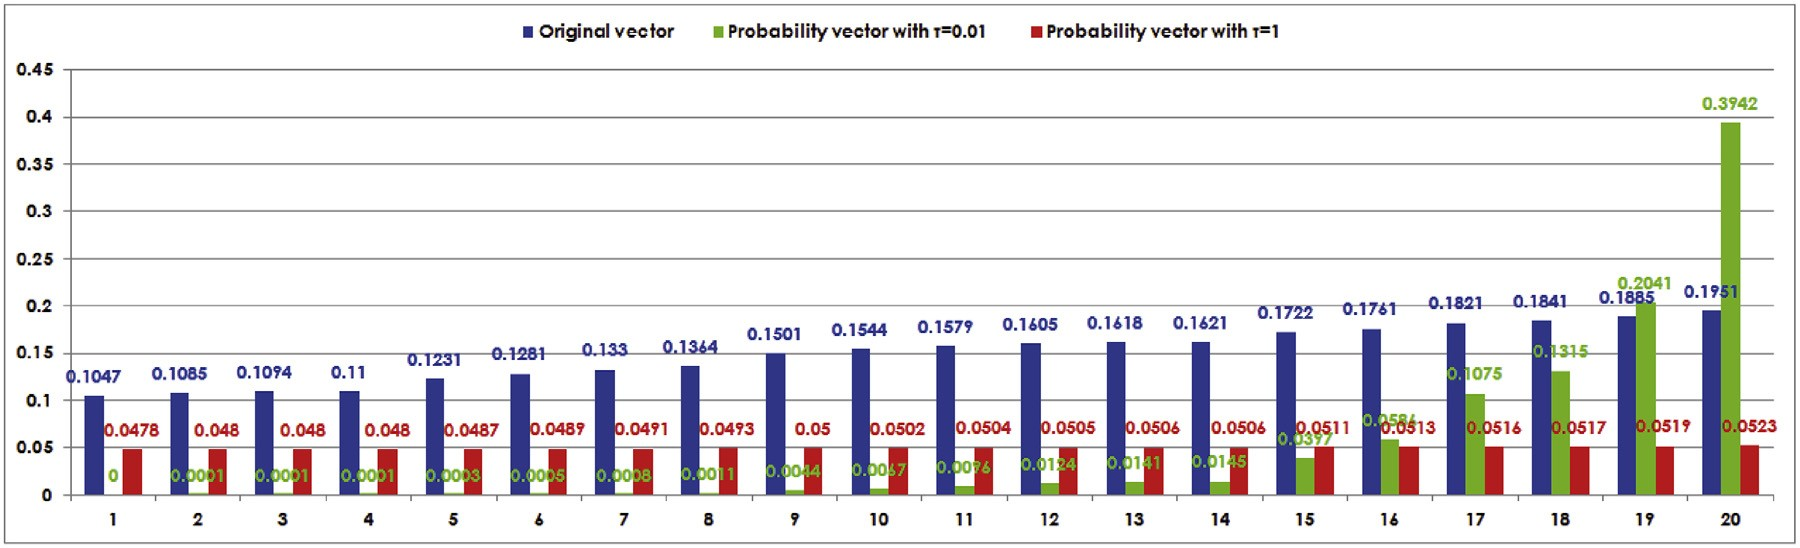 Original vector Probability vector with τ=0.01 Probability vector with τ=1
0.45
0.4
0.35
0.3
0.25
0.2
0.15
0.1
0.05
0
0.1047 0.1085 0.1094 0.11 0.1231 0.1281 0.133 0.1364 0.1501 0.1544 0.1579 0.1605 0.1618 0.1621 0.1722 0.1761 0.1821 0.1841 0.1885 0.1951
0 0.0001 0.0001 0.0001 0.0003 0.0005 0.0008 0.0011 0.0044 0.0067 0.0096 0.0124 0.0141 0.0145 0.0397 0.1075 0.1315 0.2041 0.3942
0.0478 0.048 0.048 0.048 0.0487 0.0489 0.0491 0.0493 0.05 0.0502 0.0504 0.0505 0.0506 0.0506 0.0511 0.0513 0.0516 0.0517 0.0519 0.0523
1 2 3 4 5 6 7 8 9 10 11 12 13 14 15 16 17 18 19 20